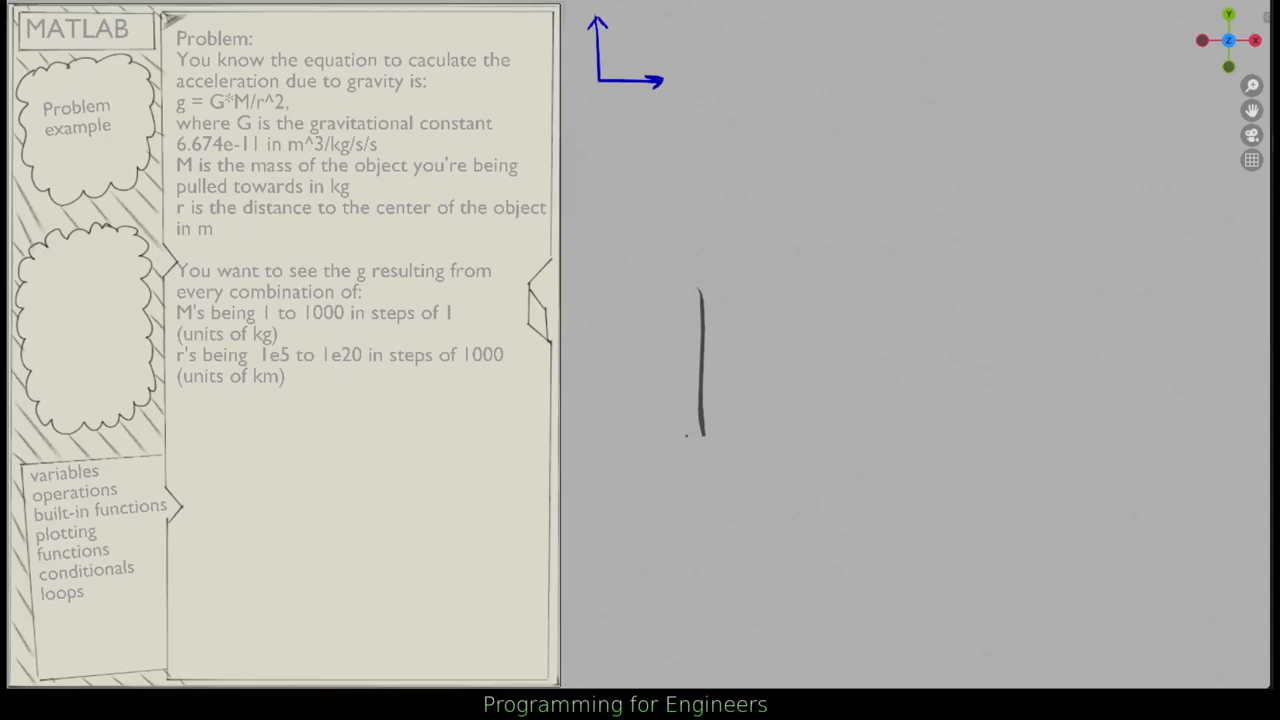 MATLAB
Problem
example
variables
operations
built-in functions
plotting
functions
conditionals
loops
Problem:
You know the equation to caculate the
acceleration due to gravity is:
g = G*M/r^2,
where G is the gravitational constant
6.674e-11 in m^3/kg/s/s
M is the mass of the object you're being
pulled towards in kg
r is the distance to the center of the object
in m
You want to see the g resulting from
every combination of:
M's being 1 to 1000 in steps of 1
(units of kg)
r's being 1e5 to 1e20 in steps of 1000
(units of km)
Y
Z
X
Programming for Engineers